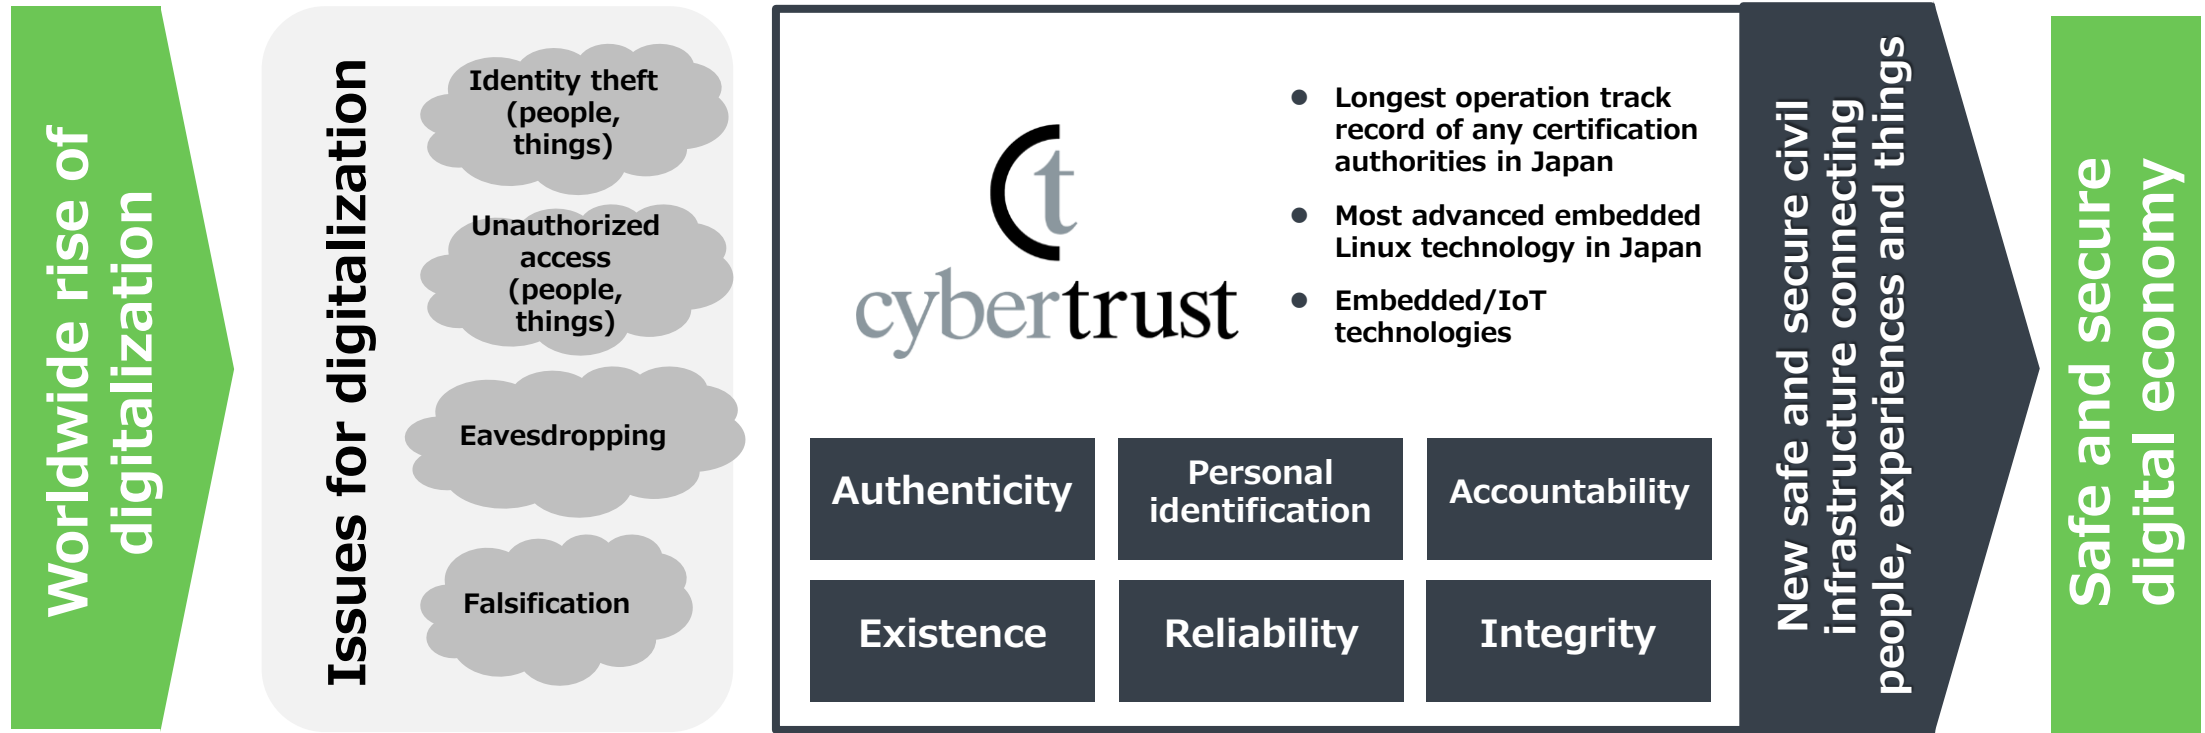 Worldwide rise of
digitalization
Issues for digitalization
Identity theft
(people,
things)
Unauthorized
access
(people,
things)
Eavesdropping
Falsification
Ct
cybertrust
● Longest operation track
record of any certification
authorities in Japan
● Most advanced embedded
Linux technology in Japan
● Embedded/IoT
technologies
Authenticity
Personal
identification
Accountability
Existence
Reliability
Integrity
New safe and secure civil
infrastructure connecting
people, experiences and things
Safe and secure
digital economy